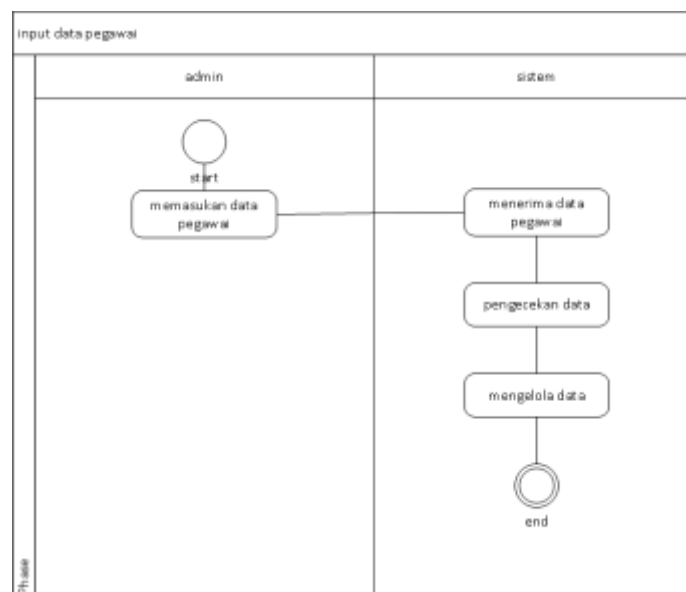 input data pegawai
admin
sistem
start
memasukan data
pegawai
menerima data
pegawai
pengecekan data
mengelola data
end
Phase